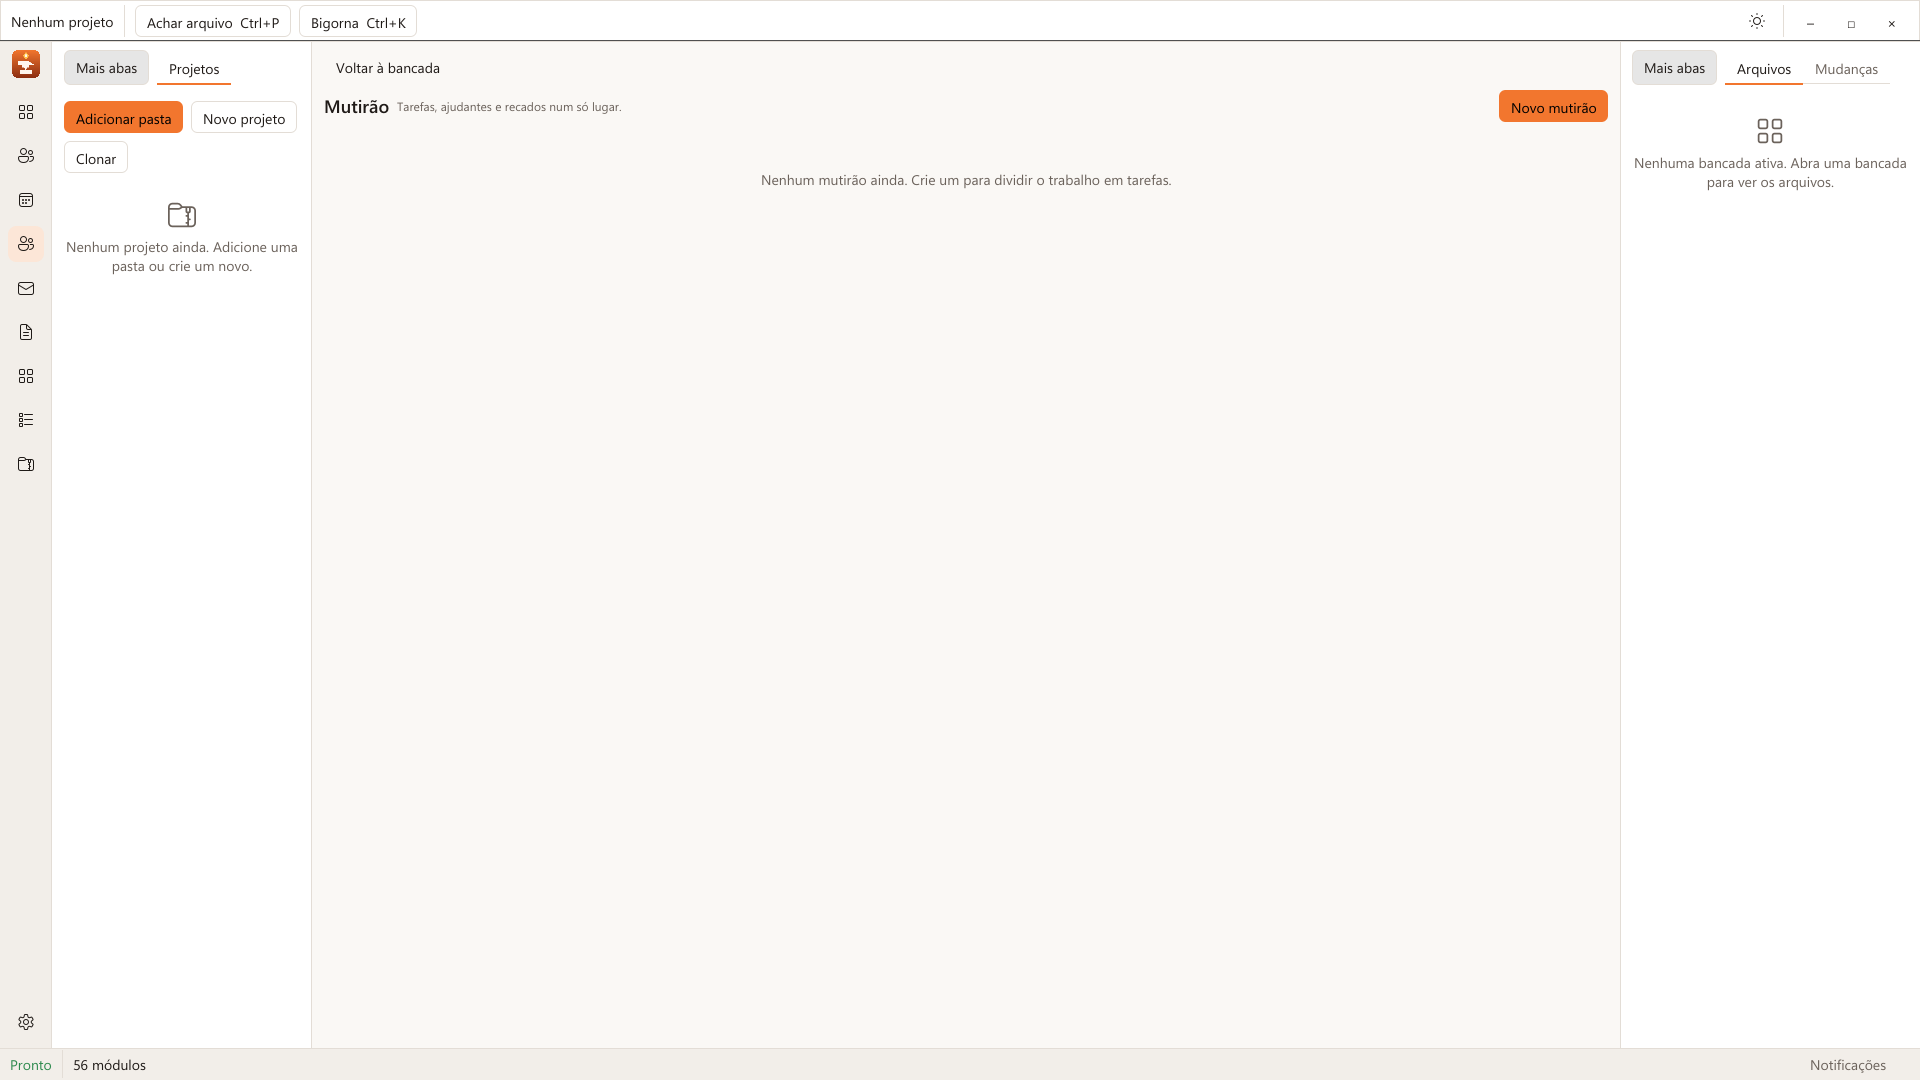 Nenhum projeto
Achar arquivo Ctrl+P
Bigorna Ctrl+K
Mais abas
Projetos
Adicionar pasta
Novo projeto
Clonar
Nenhum projeto ainda. Adicione uma
pasta ou crie um novo.
Voltar à bancada
Mutirão
Tarefas, ajudantes e recados num só lugar.
Novo mutirão
Nenhum mutirão ainda. Crie um para dividir o trabalho em tarefas.
Mais abas
Arquivos
Mudanças
Nenhuma bancada ativa. Abra uma bancada
para ver os arquivos.
Pronto
56 módulos
Notificações